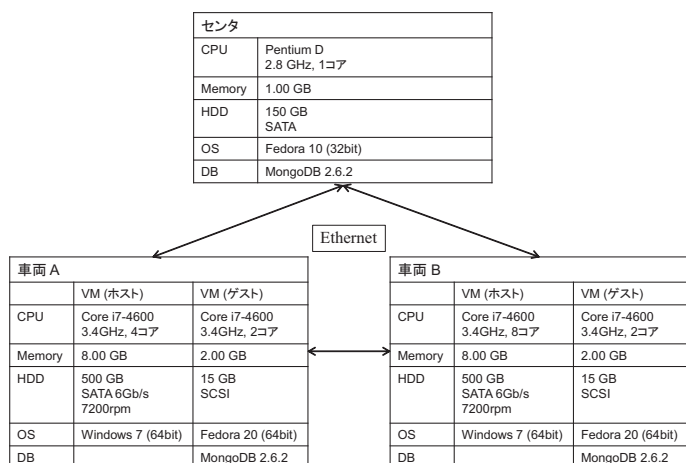 センタ
CPU
Pentium D
2.8 GHz, 1コア
Memory
1.00 GB
HDD
150 GB
SATA
OS
Fedora 10 (32bit)
DB
MongoDB 2.6.2
Ethernet
車両 A
VM (ホスト)
VM (ゲスト)
CPU
Core i7-4600
3.4GHz, 4コア
Core i7-4600
3.4GHz, 2コア
Memory
8.00 GB
2.00 GB
HDD
500 GB
SATA 6Gb/s
7200rpm
15 GB
SCSI
OS
Windows 7 (64bit)
Fedora 20 (64bit)
DB
MongoDB 2.6.2
車両 B
VM (ホスト)
VM (ゲスト)
CPU
Core i7-4600
3.4GHz, 8コア
Core i7-4600
3.4GHz, 2コア
Memory
8.00 GB
2.00 GB
HDD
500 GB
SATA 6Gb/s
7200rpm
15 GB
SCSI
OS
Windows 7 (64bit)
Fedora 20 (64bit)
DB
MongoDB 2.6.2